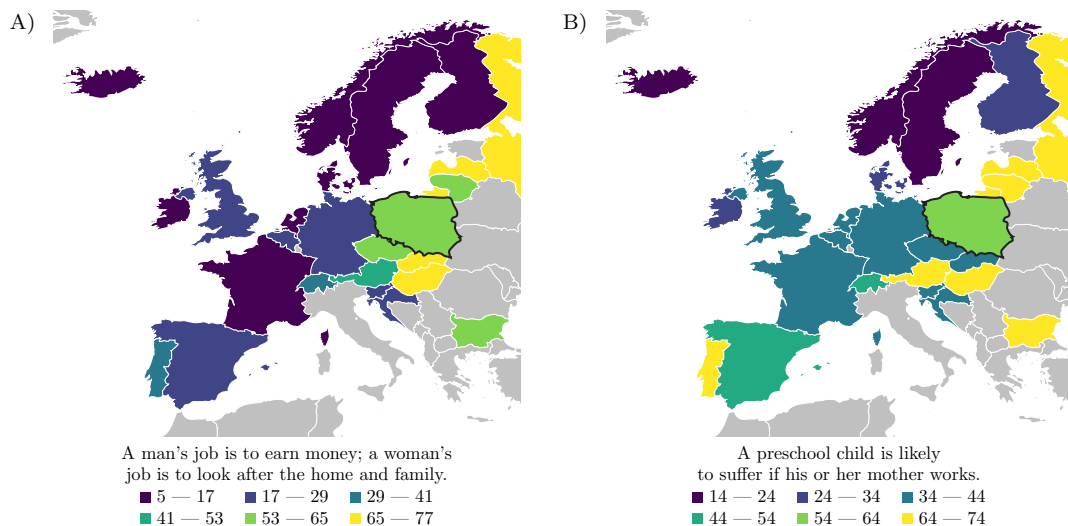 A)
B)
A man's job is to earn money; a woman's
job is to look after the home and family.
5 — 17 17 — 29 29 — 41
41 — 53 53 — 65 65 — 77
A preschool child is likely
to suffer if his or her mother works.
14 — 24 24 — 34 34 — 44
44 — 54 54 — 64 64 — 74